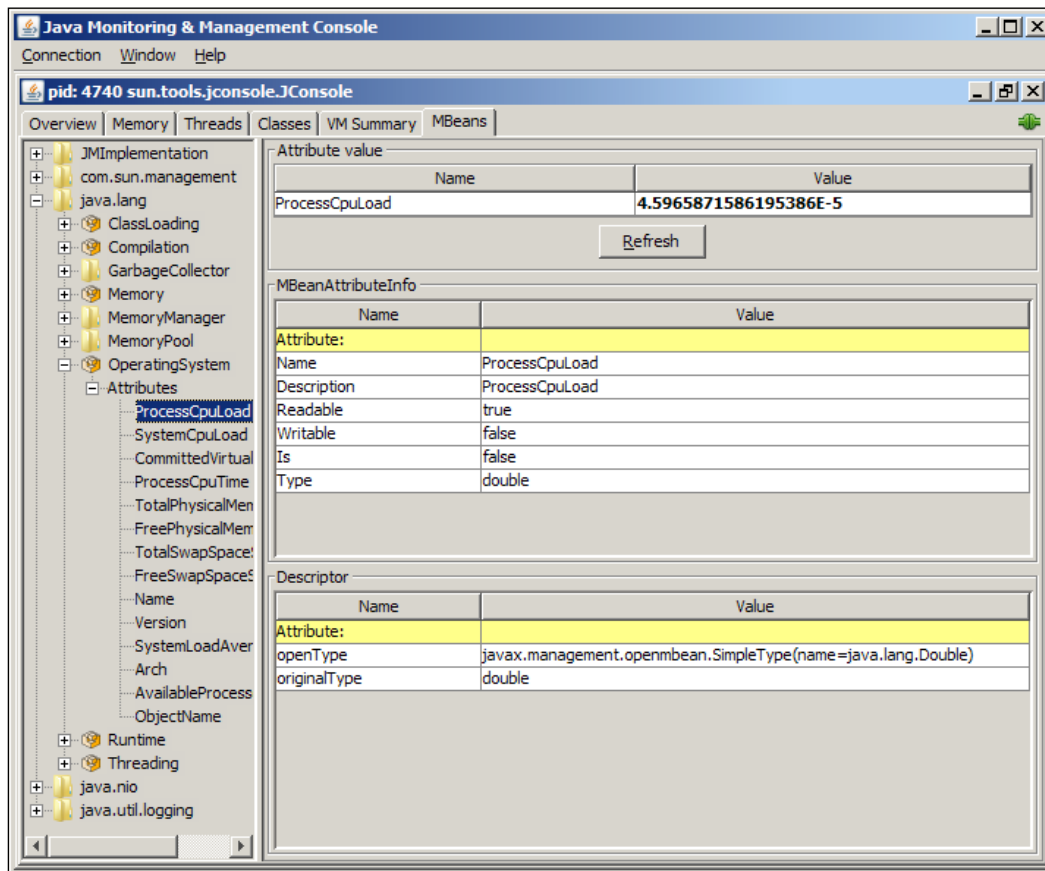 Java Monitoring & Management Console
Connection Window Help
pid: 4740 sun.tools.jconsole.JConsole
Overview Memory Threads Classes VM Summary MBeans
JMImplementation
com.sun.management
java.lang
ClassLoading
Compilation
GarbageCollector
Memory
MemoryManager
MemoryPool
OperatingSystem
Attributes
ProcessCpuLoad
SystemCpuLoad
CommittedVirtual
ProcessCpuTime
TotalPhysicalMem
FreePhysicalMem
TotalSwapSpaceS
FreeSwapSpaceS
Name
Version
SystemLoadAver
Arch
AvailableProcess
ObjectName
Runtime
Threading
java.nio
java.util.logging
Attribute value
Name Value
ProcessCpuLoad 4.5965871586195386E-5
Refresh
MBeanAttributeInfo
Name Value
Attribute:
Name ProcessCpuLoad
Description ProcessCpuLoad
Readable true
Writable false
Is false
Type double
Descriptor
Name Value
Attribute:
openType javax.management.openmbean.SimpleType(name=java.lang.Double)
originalType double